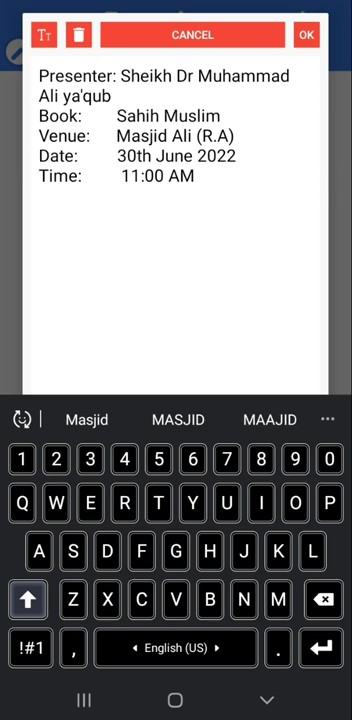 TT CANCEL OK
Presenter: Sheikh Dr Muhammad
Ali ya'qub
Book: Sahih Muslim
Venue: Masjid Ali (R.A)
Date: 30th June 2022
Time: 11:00 AM
Masjid MASJID MAAJID ...
1 2 3 4 5 6 7 8 9 0
Q W E R T Y U I O P
A S D F G H J K L
Z X C V B N M
!#1 , English (US) .